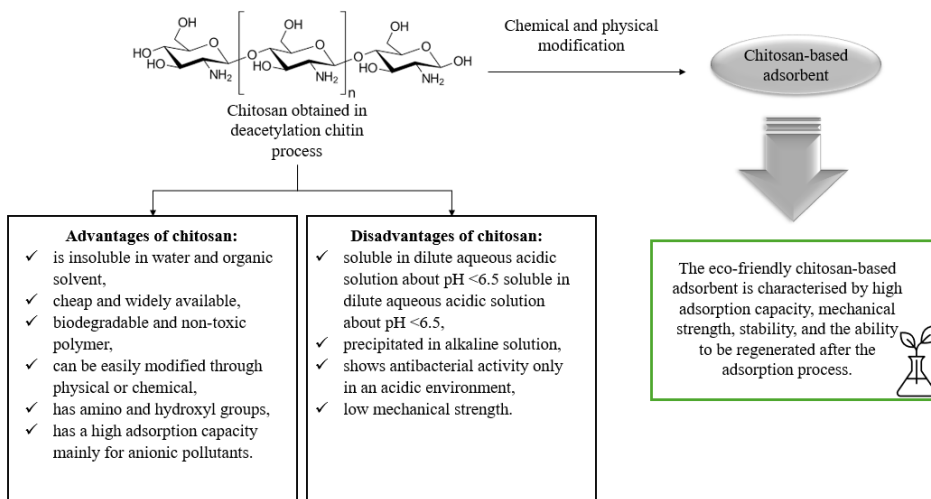 OH
OH
OH
HO
HO
O
O
NH2
O
HO
NH2
n
O
O
HO
NH2
OH
Chemical and physical
modification
Chitosan-based
adsorbent
Chitosan obtained in
deacetylation chitin
process
Advantages of chitosan:
✓ is insoluble in water and organic
solvent,
✓ cheap and widely available,
✓ biodegradable and non-toxic
polymer,
✓ can be easily modified through
physical or chemical,
✓ has amino and hydroxyl groups,
✓ has a high adsorption capacity
mainly for anionic pollutants.
Disadvantages of chitosan:
✓ soluble in dilute aqueous acidic
solution about pH <6.5 soluble in
dilute aqueous acidic solution
about pH <6.5,
✓ precipitated in alkaline solution,
✓ shows antibacterial activity only
in an acidic environment,
✓ low mechanical strength.
The eco-friendly chitosan-based
adsorbent is characterised by high
adsorption capacity, mechanical
strength, stability, and the ability
to be regenerated after the
adsorption process.